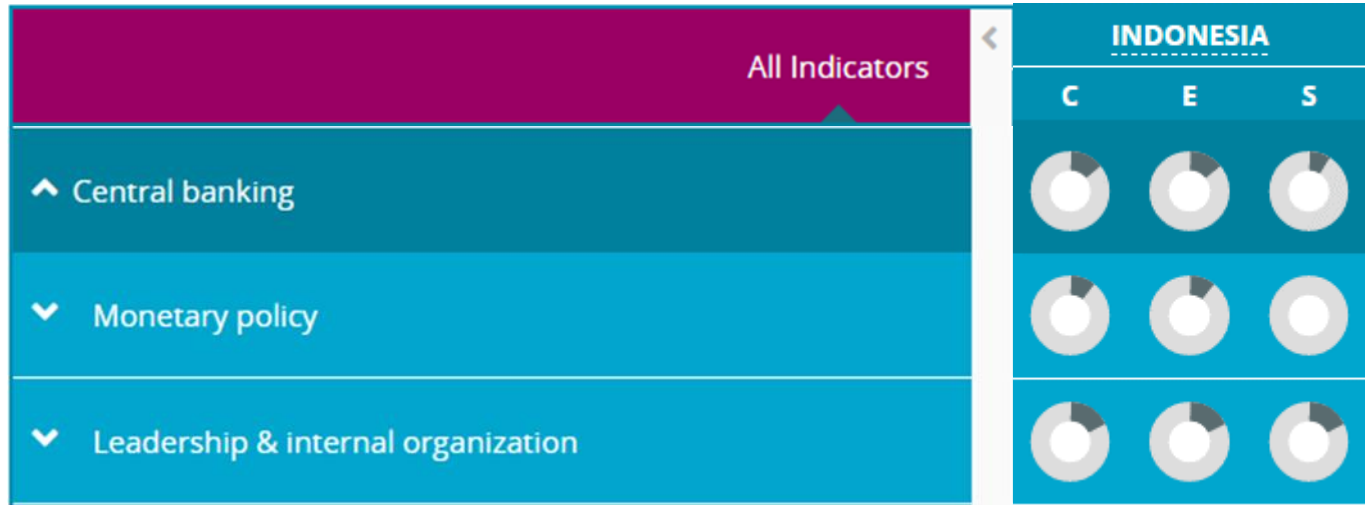 All Indicators
INDONESIA
C E S
Central banking
Monetary policy
Leadership & internal organization